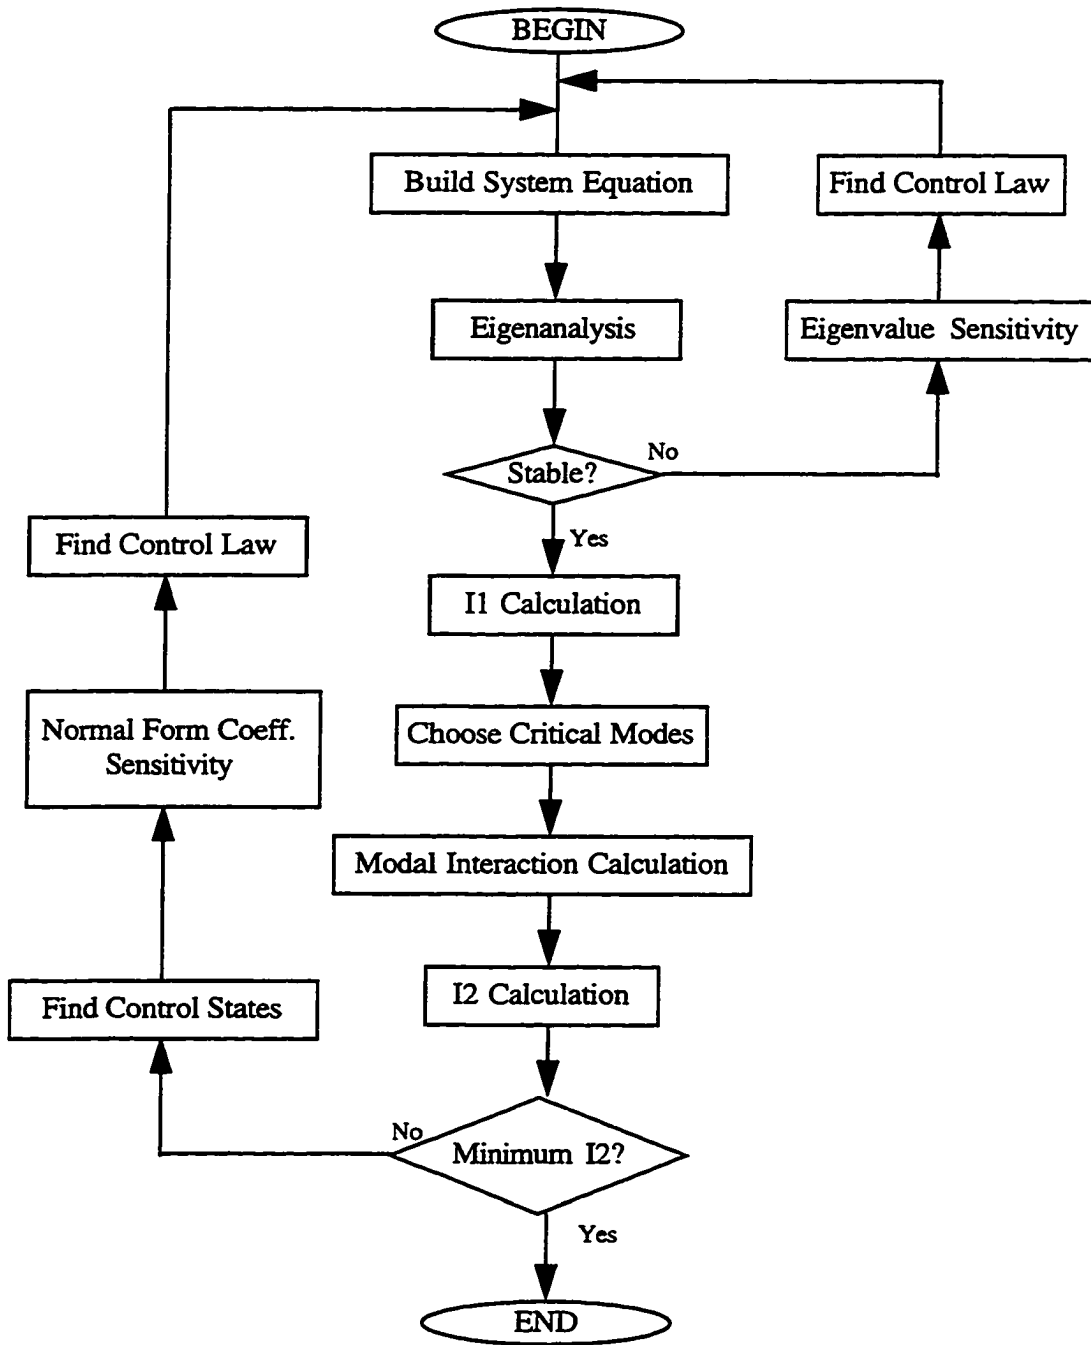 BEGIN
Build System Equation
Find Control Law
Eigenanalysis
Eigenvalue Sensitivity
No
Stable?
Yes
Find Control Law
I1 Calculation
Normal Form Coeff.
Sensitivity
Choose Critical Modes
Modal Interaction Calculation
I2 Calculation
Find Control States
No
Minimum I2?
Yes
END